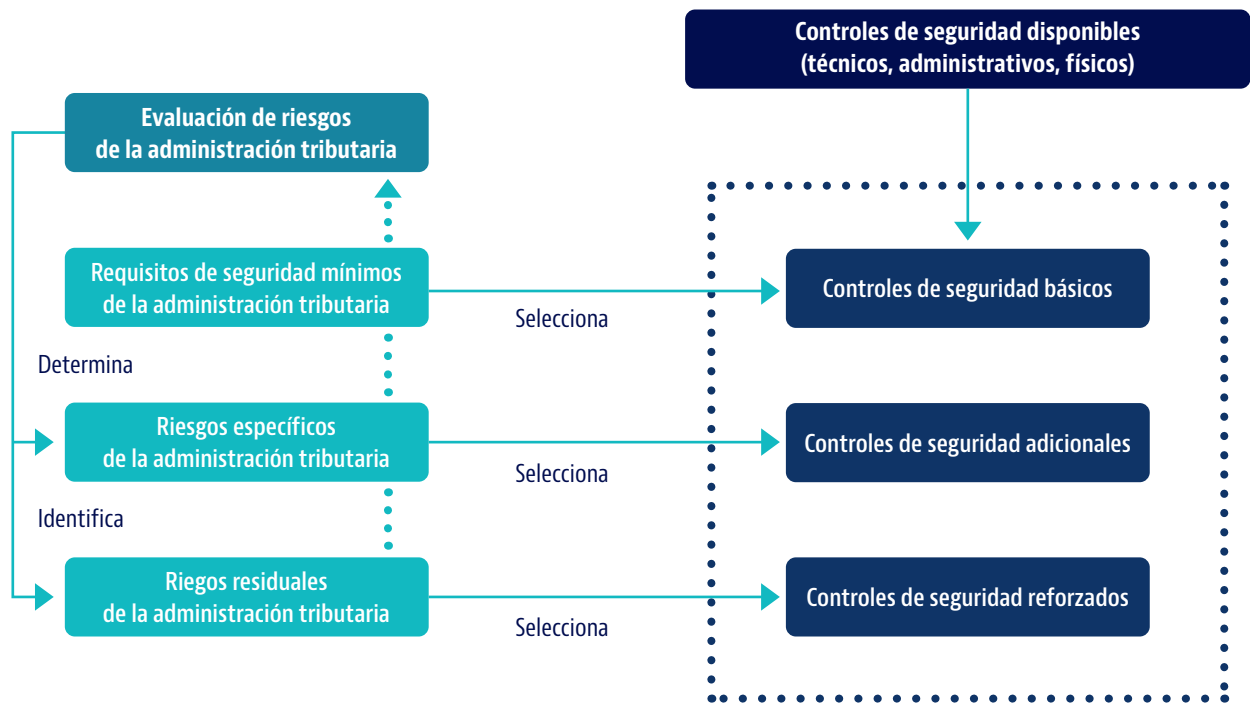 Controles de seguridad disponibles
(técnicos, administrativos, físicos)
Evaluación de riesgos
de la administración tributaria
Requisitos de seguridad mínimos
de la administración tributaria
Selecciona
Controles de seguridad básicos
Determina
Riesgos específicos
de la administración tributaria
Selecciona
Controles de seguridad adicionales
Identifica
Riegos residuales
de la administración tributaria
Selecciona
Controles de seguridad reforzados